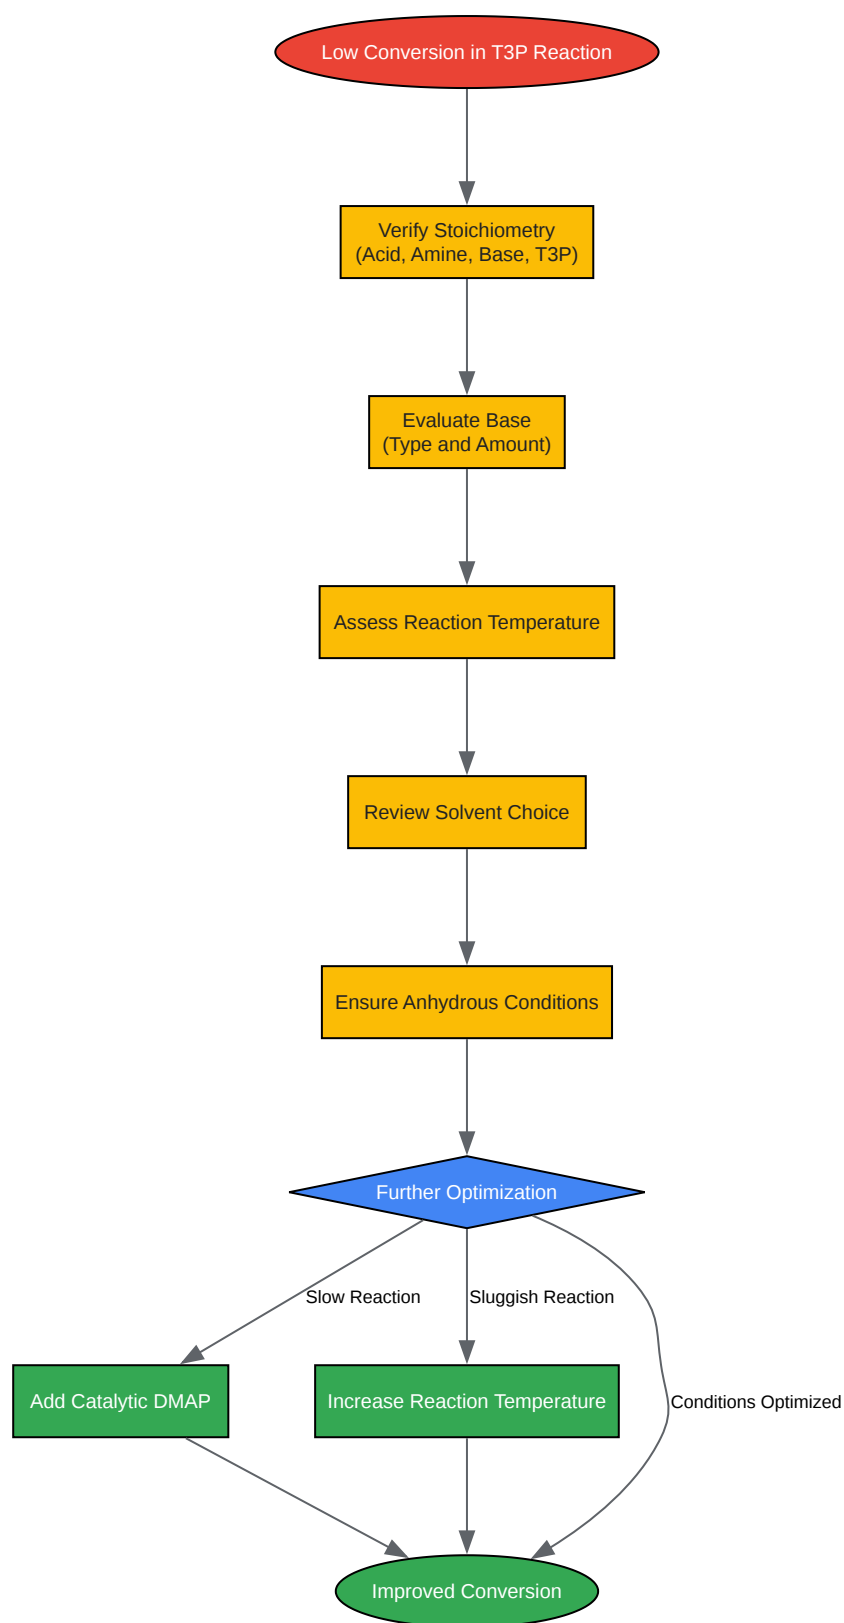 Low Conversion in T3P Reaction
Verify Stoichiometry
(Acid, Amine, Base, T3P)
Evaluate Base
(Type and Amount)
Assess Reaction Temperature
Review Solvent Choice
Ensure Anhydrous Conditions
Further Optimization
Slow Reaction
Sluggish Reaction
Add Catalytic DMAP
Increase Reaction Temperature
Conditions Optimized
Improved Conversion